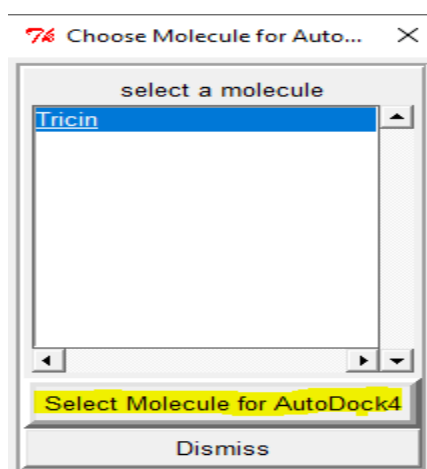 Choose Molecule for Auto...
select a molecule
Tricin
Select Molecule for AutoDock4
Dismiss